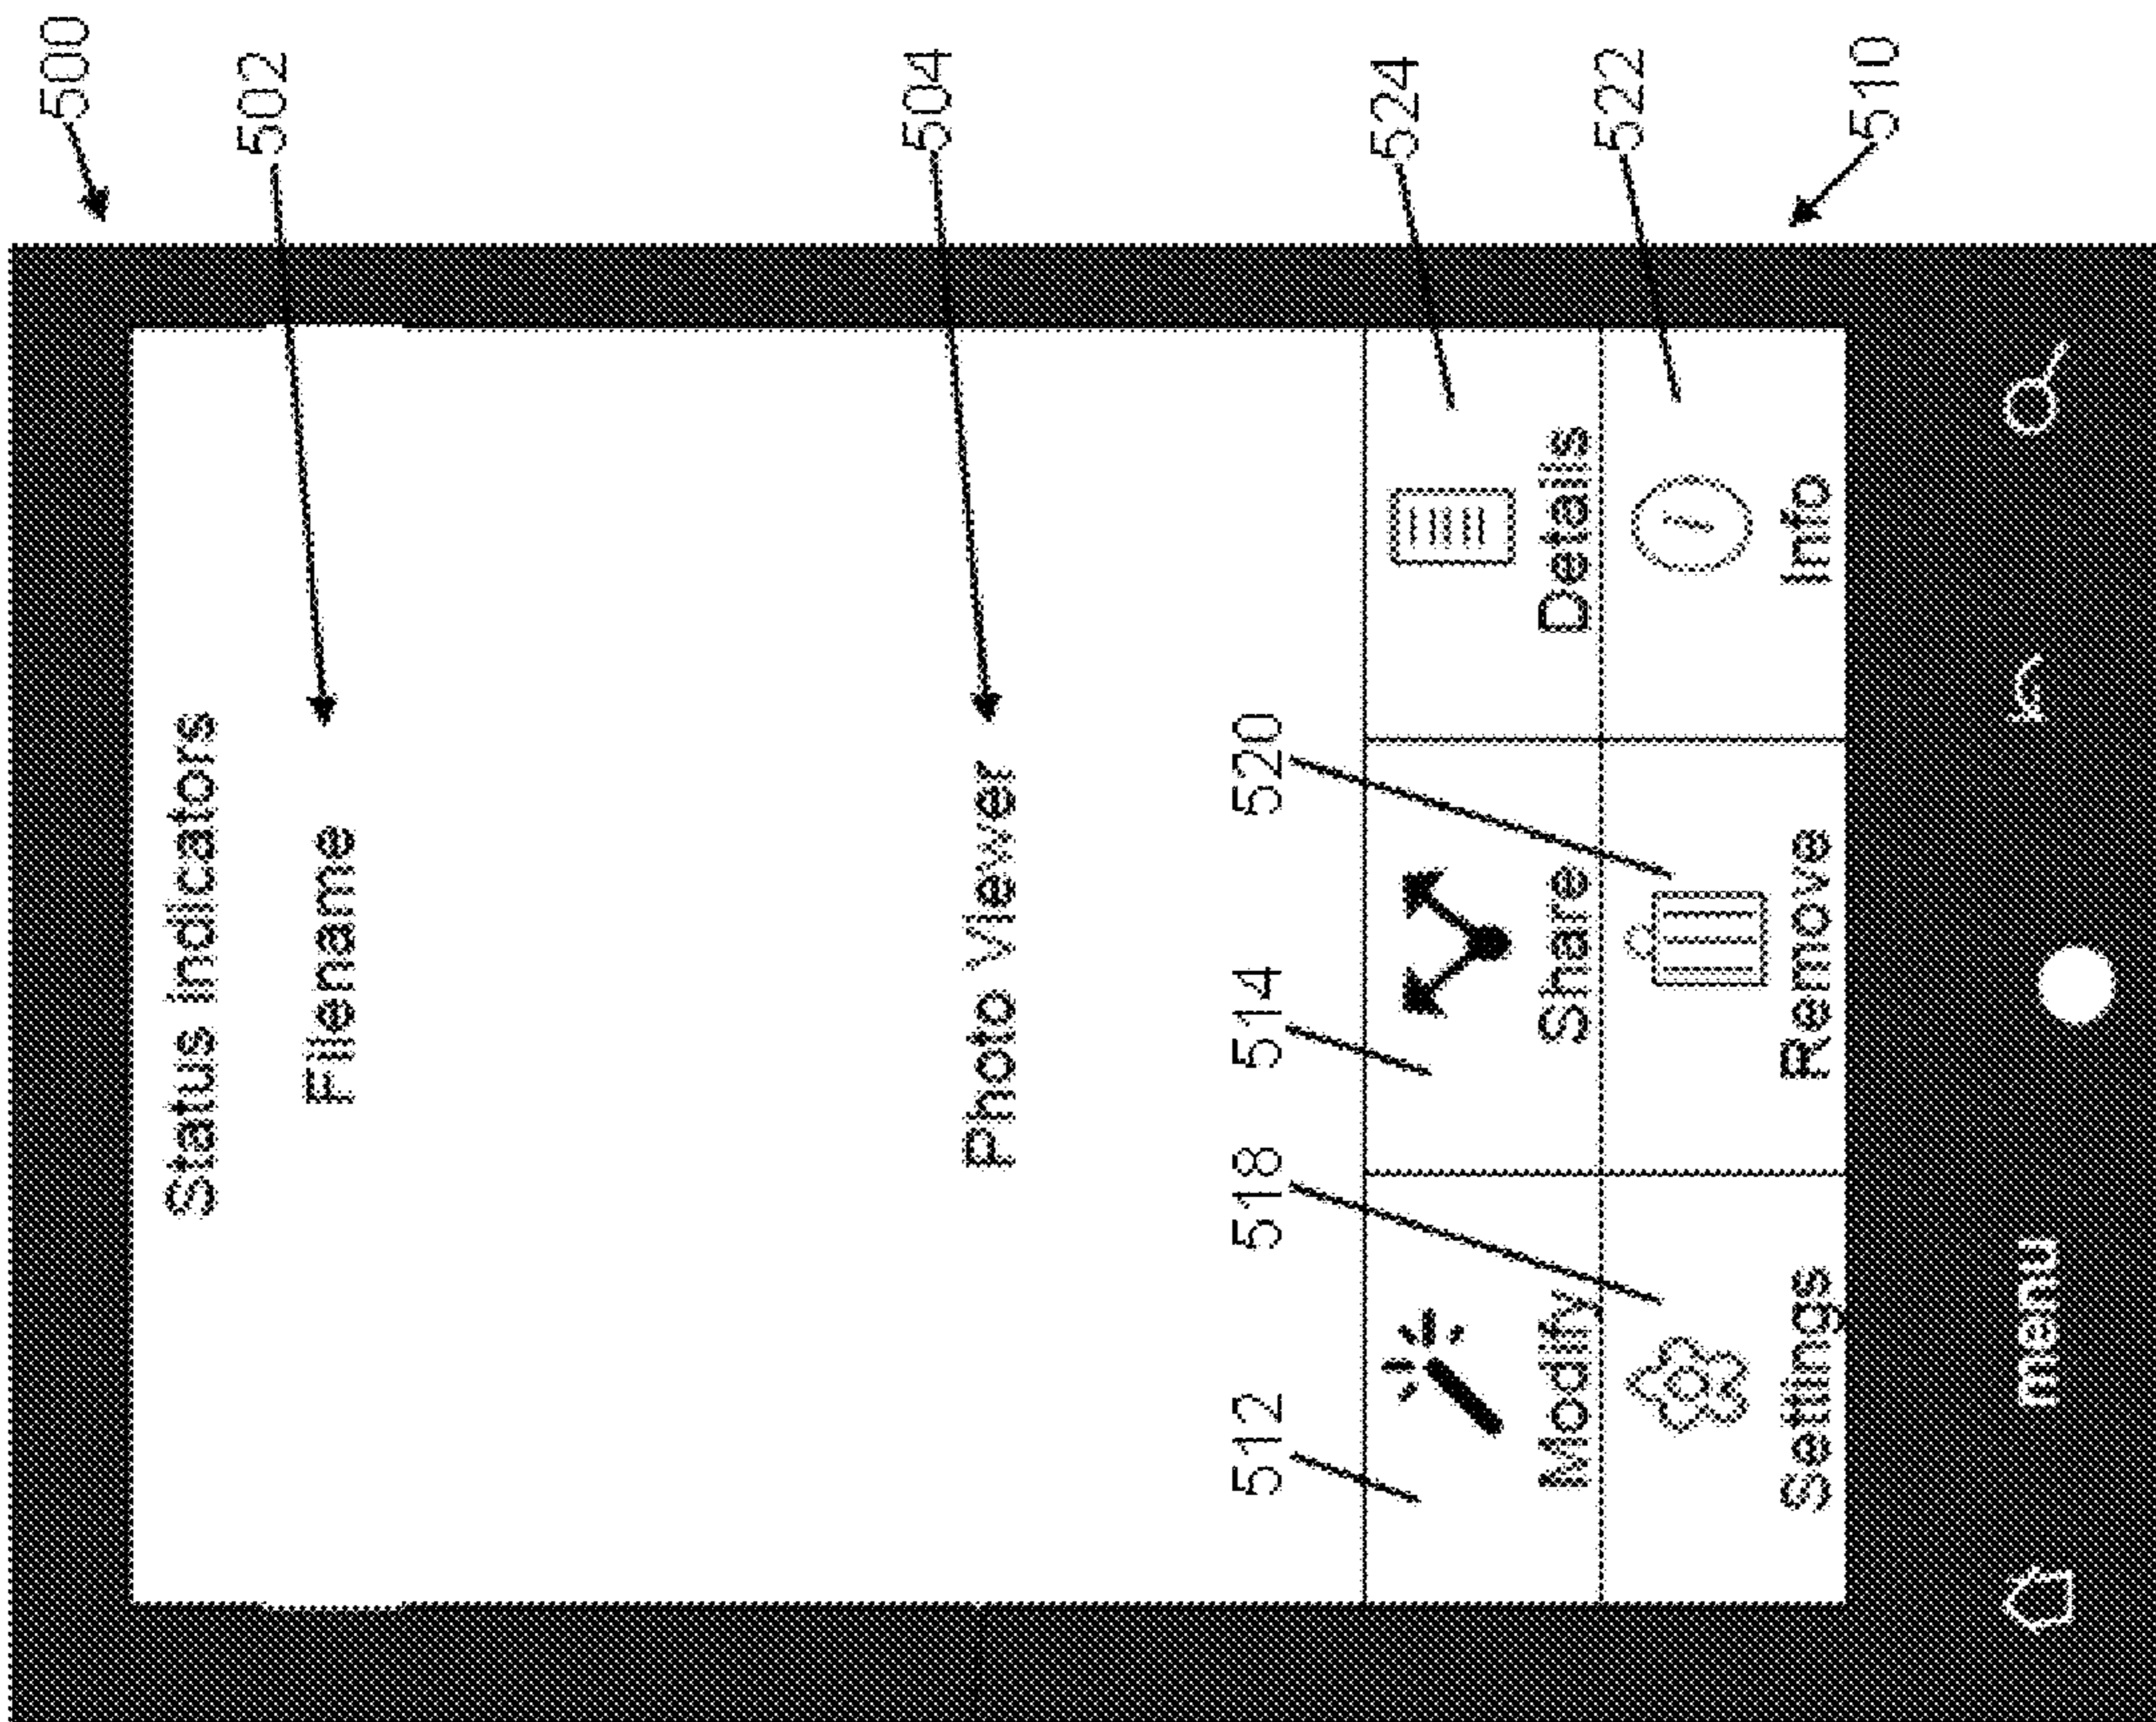 500
Status Indicators
502
Filename
504
Photo Viewer
512
518
514
520
524
Modify
Share
Details
522
Settings
Remove
i
Info
510
menu